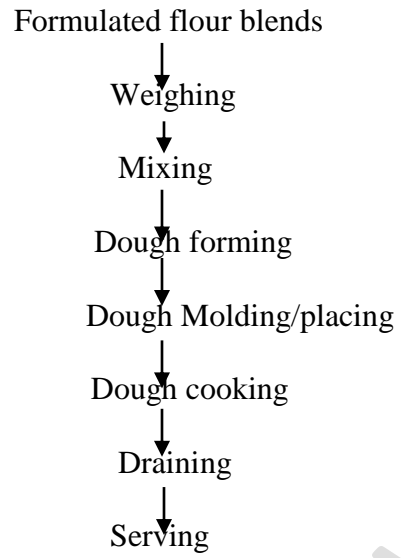 Formulated flour blends
Weighing
Mixing
Dough forming
Dough Molding/placing
Dough cooking
Draining
Serving